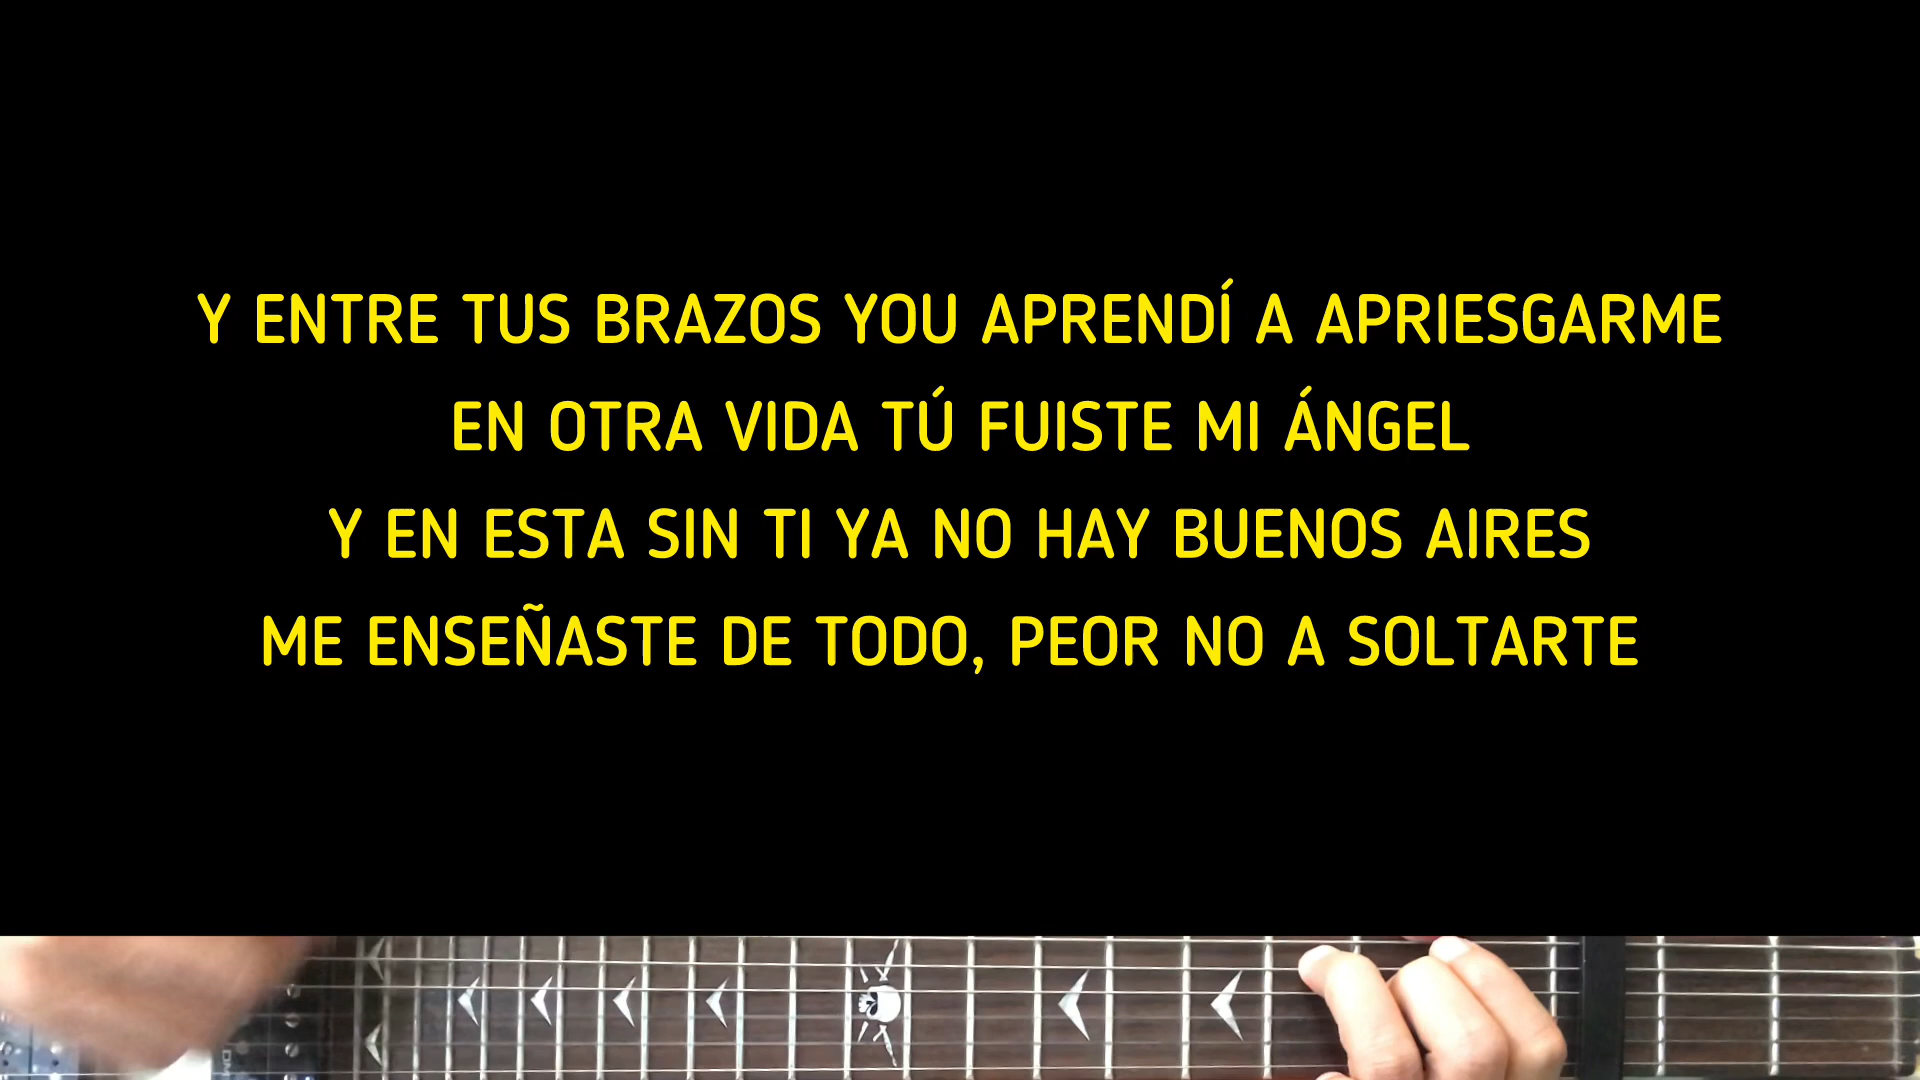 Y ENTRE TUS BRAZOS YOU APRENDÍ A APRIESGARME
EN OTRA VIDA TÚ FUISTE MI ÁNGEL
Y EN ESTA SIN TI YA NO HAY BUENOS AIRES
ME ENSEÑASTE DE TODO, PEOR NO A SOLTARTE